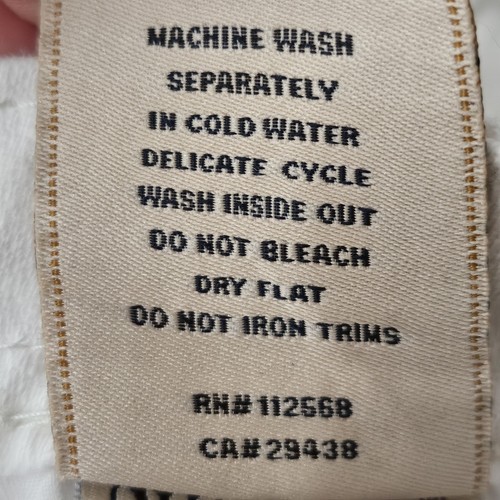 MACHINE WASH
SEPARATELY
IN COLD WATER
DELICATE CYCLE
WASH INSIDE OUT
DO NOT BLEACH
DRY FLAT
DO NOT IRON TRIMS
RN# 112568
CA# 29438